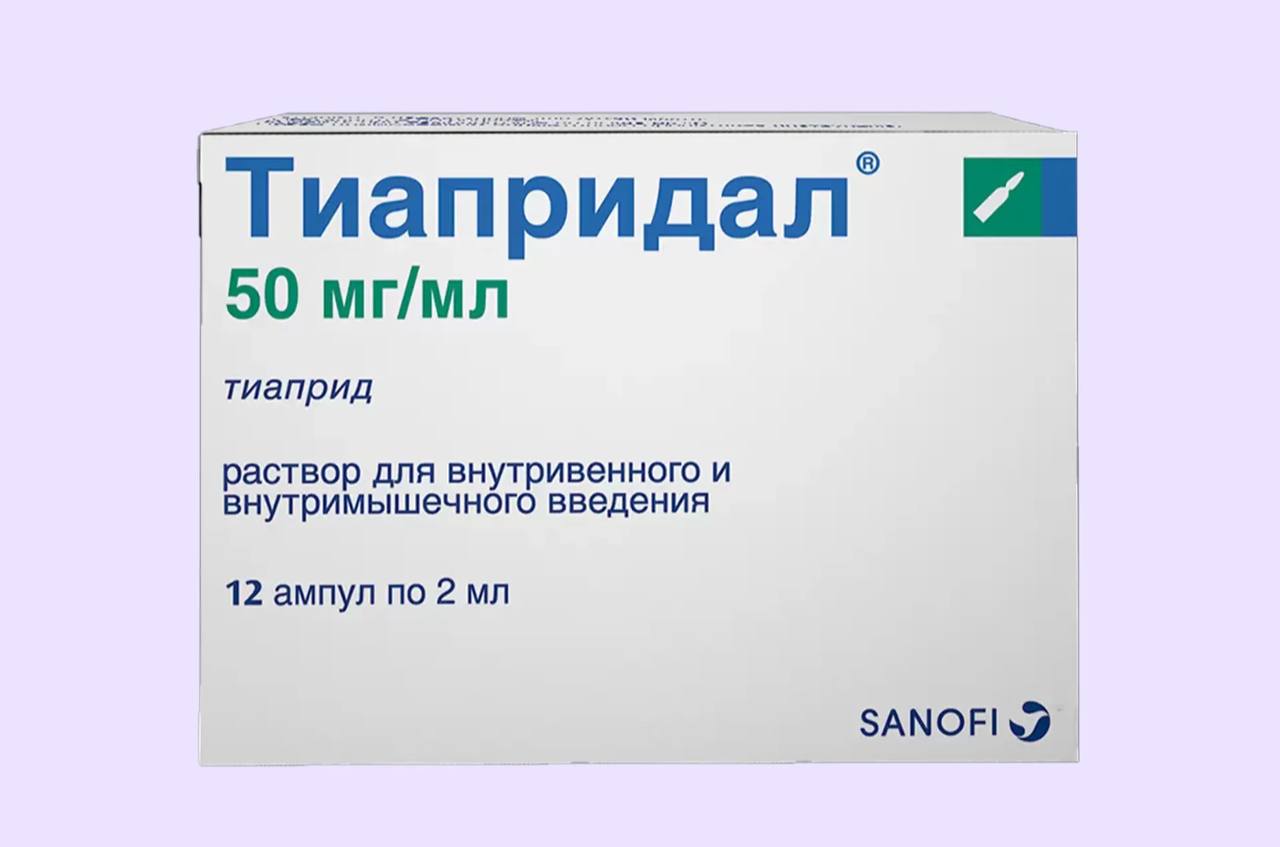 Тиапридал®
50 мг/мл
тиаприд
раствор для внутривенного и
внутримышечного введения
12 ампул по 2 мл
SANOFI